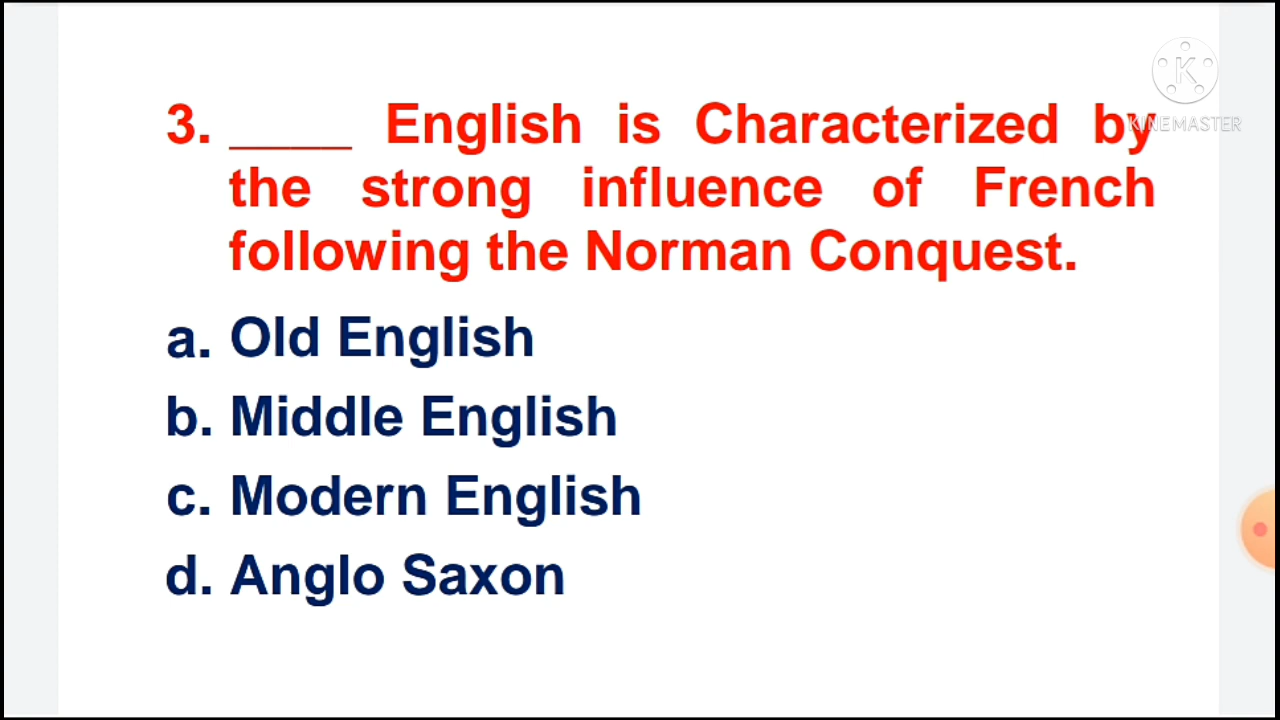 K
KINEMASTER
3. ____ English is Characterized by
the strong influence of French
following the Norman Conquest.
a. Old English
b. Middle English
c. Modern English
d. Anglo Saxon